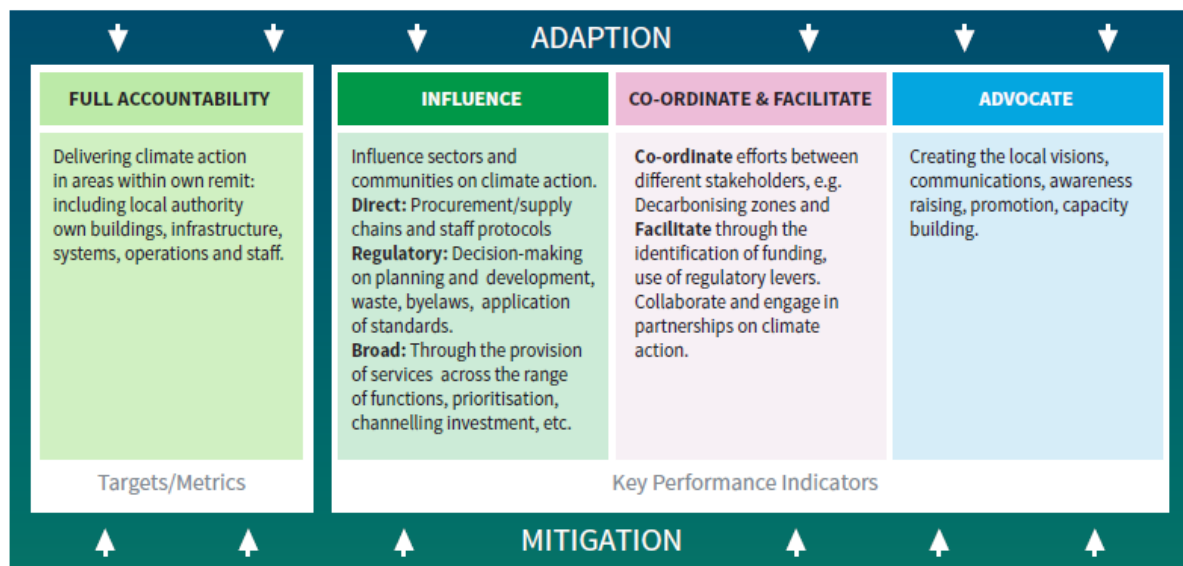 ADAPTION
FULL ACCOUNTABILITY
Delivering climate action
in areas within own remit:
including local authority
own buildings, infrastructure,
systems, operations and staff.
Targets/Metrics
INFLUENCE
Influence sectors and
communities on climate action.
Direct: Procurement/supply
chains and staff protocols
Regulatory: Decision-making
on planning and development,
waste, byelaws, application
of standards.
Broad: Through the provision
of services across the range
of functions, prioritisation,
channelling investment, etc.
CO-ORDINATE & FACILITATE
Co-ordinate efforts between
different stakeholders, e.g.
Decarbonising zones and
Facilitate through the
identification of funding,
use of regulatory levers.
Collaborate and engage in
partnerships on climate
action.
ADVOCATE
Creating the local visions,
communications, awareness
raising, promotion, capacity
building.
Key Performance Indicators
MITIGATION